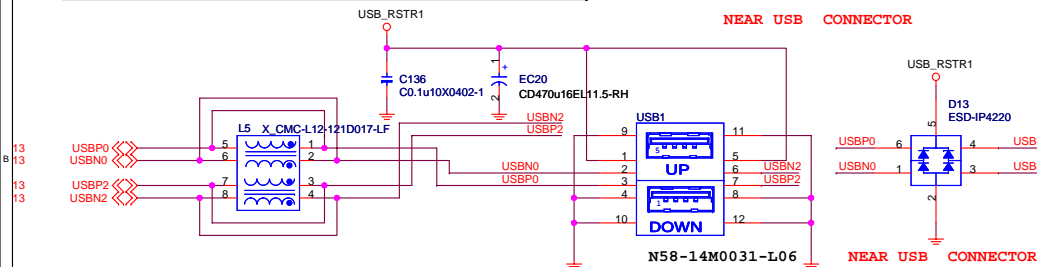 USB_RSTR1
NEAR USB CONNECTOR
C136
C0.1u10X0402-1
1
+
2
EC20
CD470u16EL11.5-RH
USB_RSTR1
D13
ESD-IP4220
L5 X_CMC-L12-121D017-LF
USBN2
USBP2
USB1
B
13 USBP0 5 1
13 USBN0 6 2
13 USBP2 7 3
13 USBN2 8 4
USBN0
USBP0
9 11
1 5
2 6 USBN2
3 7 USBP2
4 8
10 12
5
UP
1
DOWN
N58-14M0031-L06
5
USBP0 6 4 USB
USBN0 1 3 USB
2
NEAR USB CONNECTOR